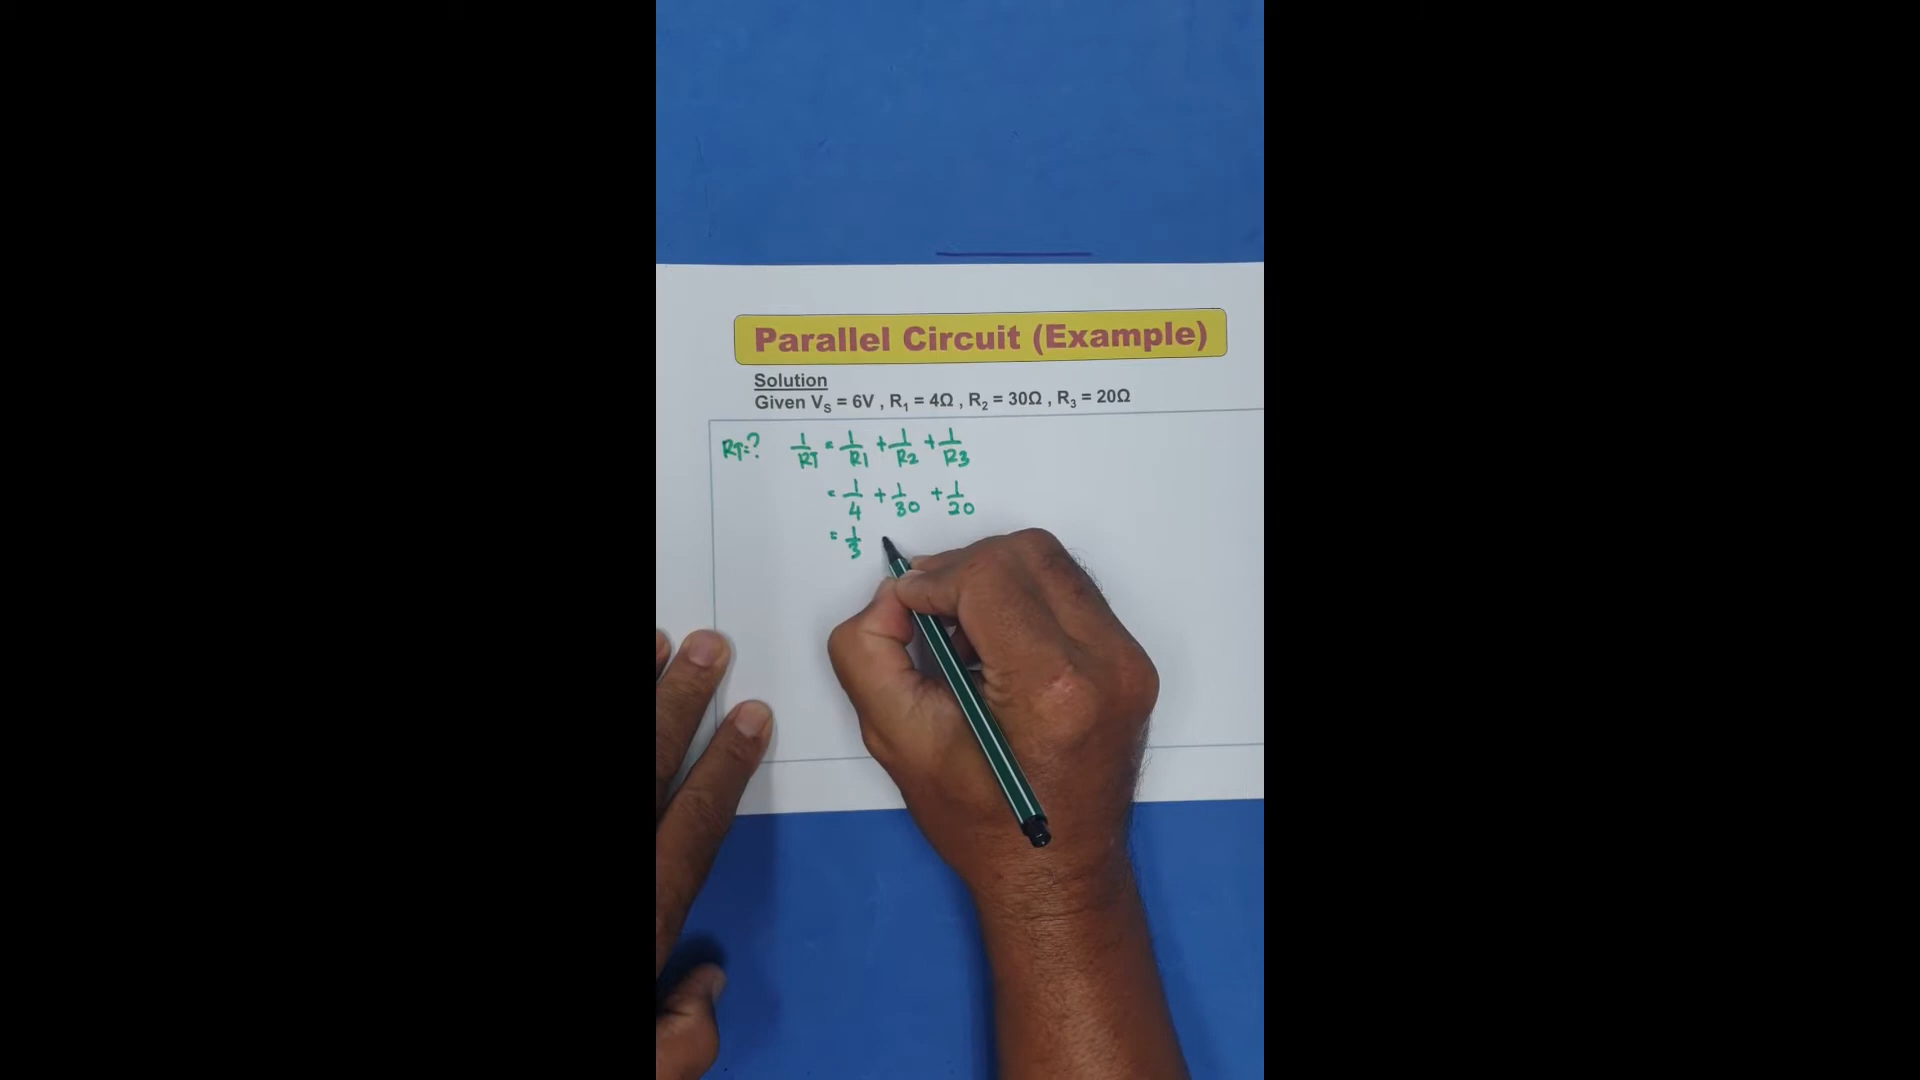 Parallel Circuit (Example)
Solution
Given V_S = 6V , R_1 = 4Ω , R_2 = 30Ω , R_3 = 20Ω
RT=? 1/RT = 1/R1 + 1/R2 + 1/R3
= 1/4 + 1/30 + 1/20
= 1/3